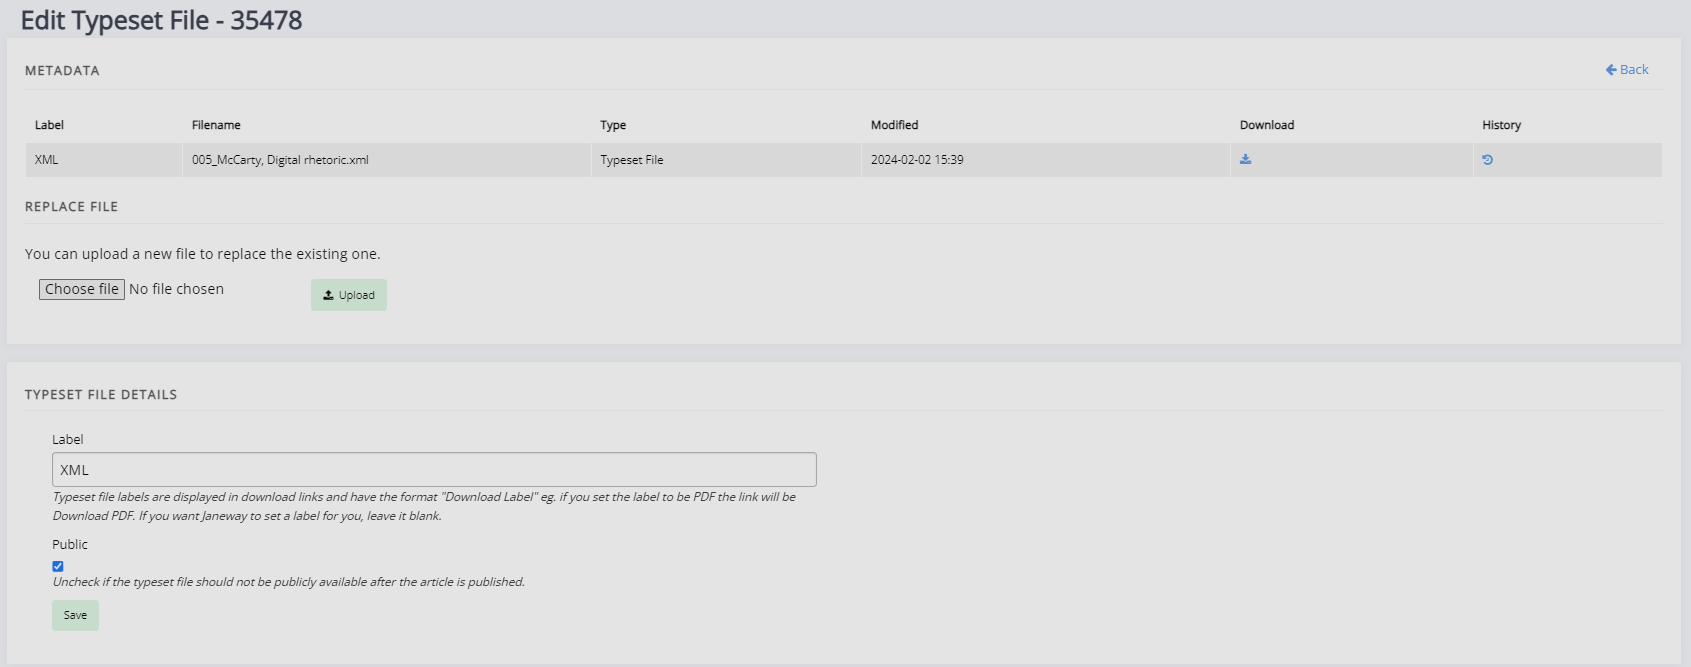 Edit Typeset File - 35478
METADATA
Back
Label Filename Type Modified Download History
XML 005_McCarty, Digital rhetoric.xml Typeset File 2024-02-02 15:39
REPLACE FILE
You can upload a new file to replace the existing one.
Choose file No file chosen Upload
TYPESET FILE DETAILS
Label
XML
Typeset file labels are displayed in download links and have the format "Download Label" eg. if you set the label to be PDF the link will be
Download PDF. If you want Janeway to set a label for you, leave it blank.
Public
Uncheck if the typeset file should not be publicly available after the article is published.
Save